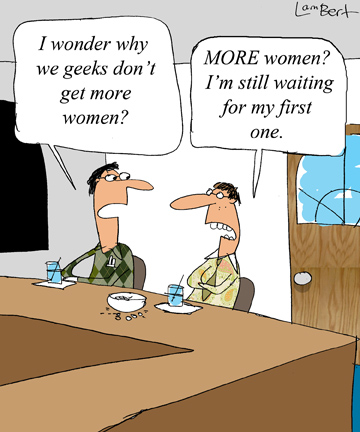 LamBert
I wonder why
we geeks don't
get more
women?
MORE women?
I'm still waiting
for my first
one.